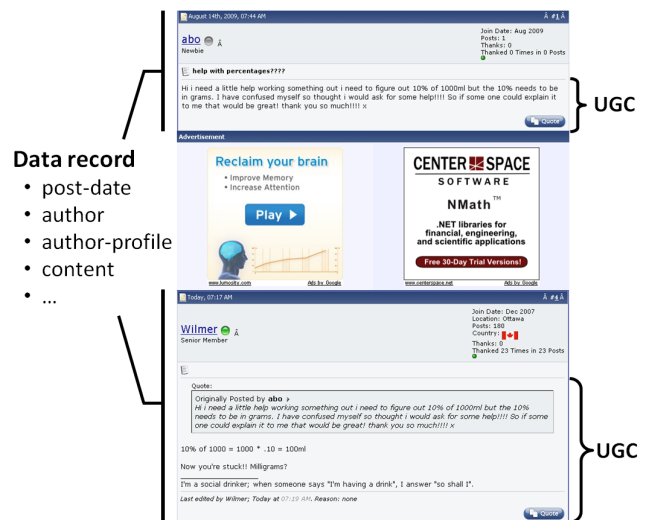 August 14th, 2009, 07:44 AM Â #1 Â
abo Â
Newbie
Join Date: Aug 2009
Posts: 1
Thanks: 0
Thanked 0 Times in 0 Posts
help with percentages????
Hi i need a little help working something out i need to figure out 10% of 1000ml but the 10% needs to be
in grams. I have confused myself so thought i would ask for some help!!!! So if some one could explain it
to me that would be great! thank you so much!!!! x
Quote
UGC
Advertisement
Data record
• post-date
• author
• author-profile
• content
• ...
Reclaim your brain
• Improve Memory
• Increase Attention
Play
www.lumosity.com Ads by Google
CENTER SPACE
SOFTWARE
NMath™
.NET libraries for
financial, engineering,
and scientific applications
Free 30-Day Trial Versions!
www.centerspace.net Ads by Google
Today, 07:17 AM Â #4 Â
Wilmer Â
Senior Member
Join Date: Dec 2007
Location: Ottawa
Posts: 180
Country:
Thanks: 0
Thanked 23 Times in 23 Posts
Quote:
Originally Posted by abo
Hi i need a little help working something out i need to figure out 10% of 1000ml but the 10%
needs to be in grams. I have confused myself so thought i would ask for some help!!!! So if some
one could explain it to me that would be great! thank you so much!!!! x
10% of 1000 = 1000 * .10 = 100ml
Now you're stuck!! Milligrams?
I'm a social drinker; when someone says "I'm having a drink", I answer "so shall I".
Last edited by Wilmer; Today at 07:19 AM. Reason: none
Quote
UGC